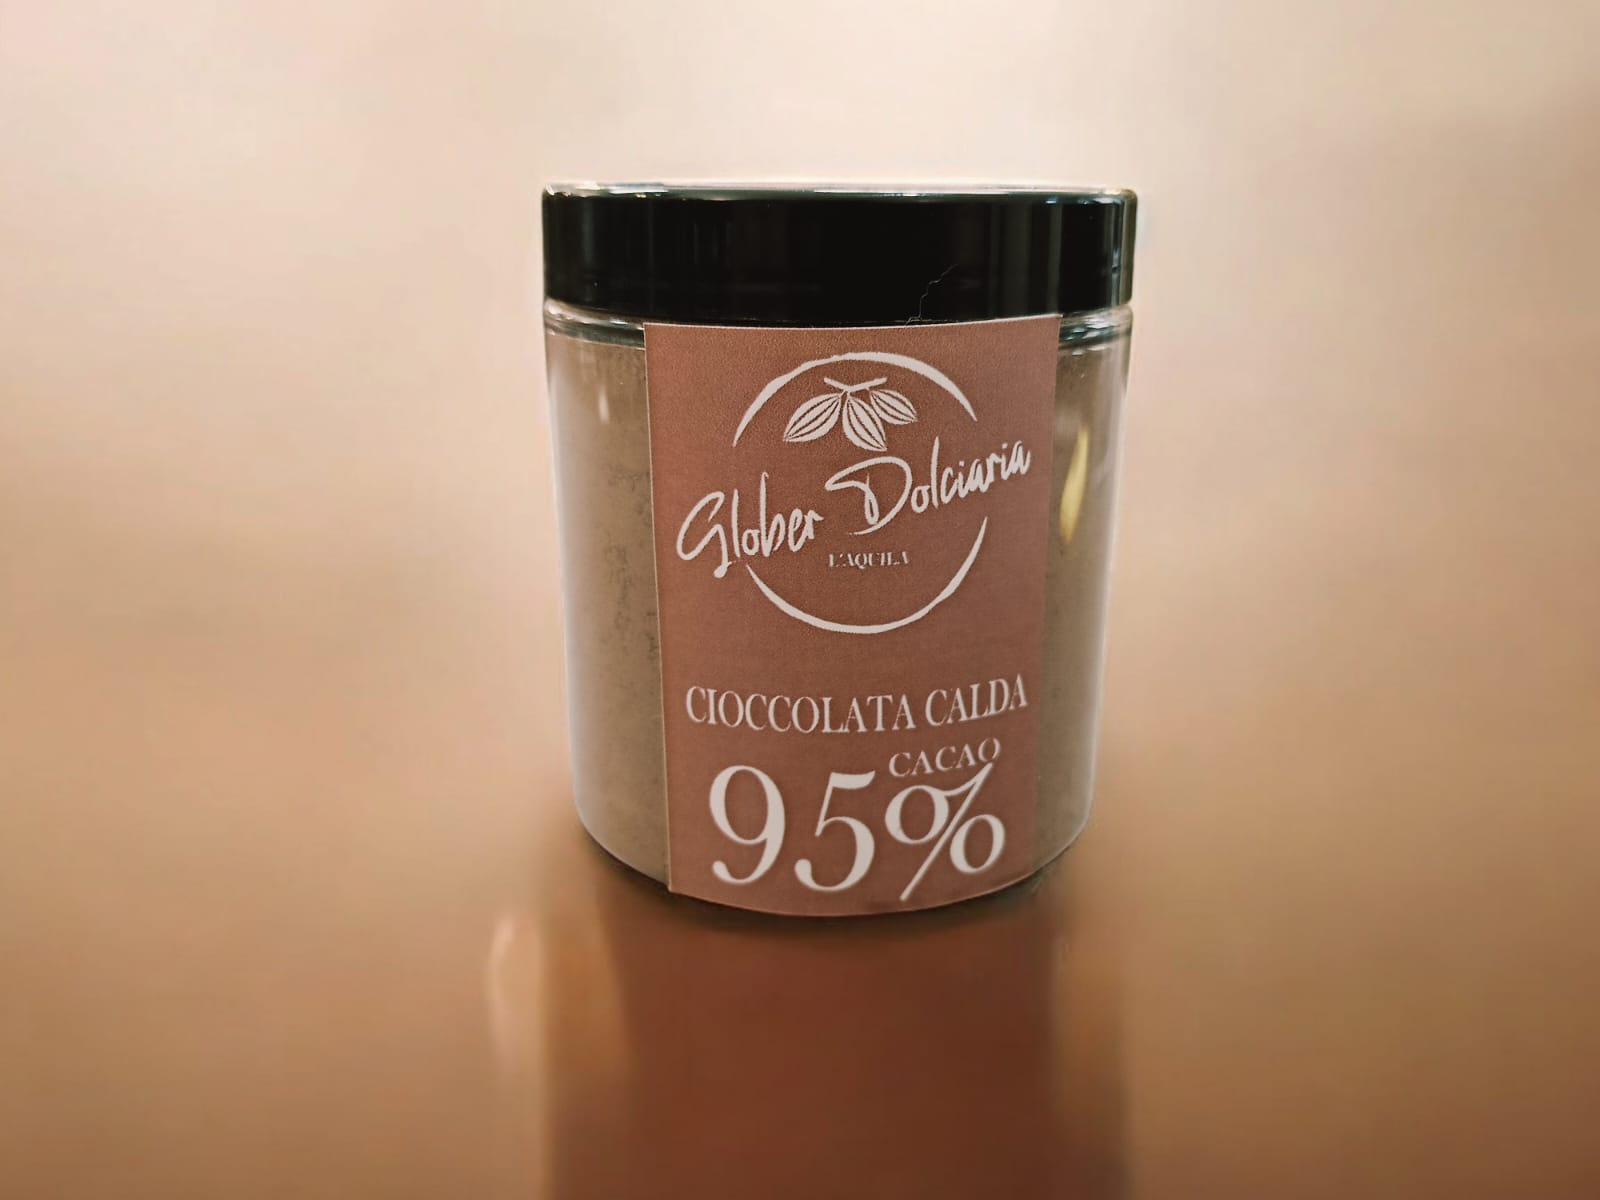 Glober Dolciaria
L'AQUILA
CIOCCOLATA CALDA
CACAO
95%